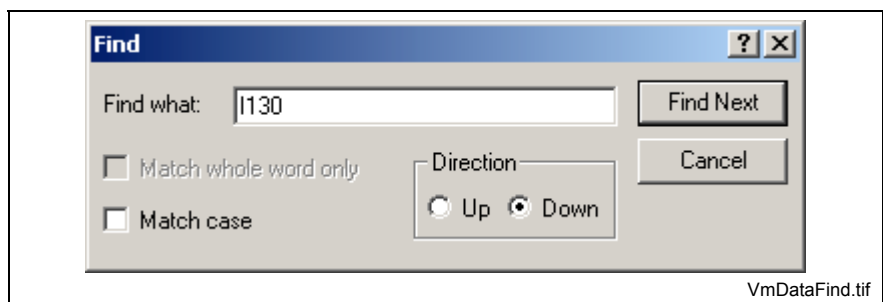 Find
Find what: I130 Find Next
Match whole word only Direction Cancel
Match case Up Down
VmDataFind.tif